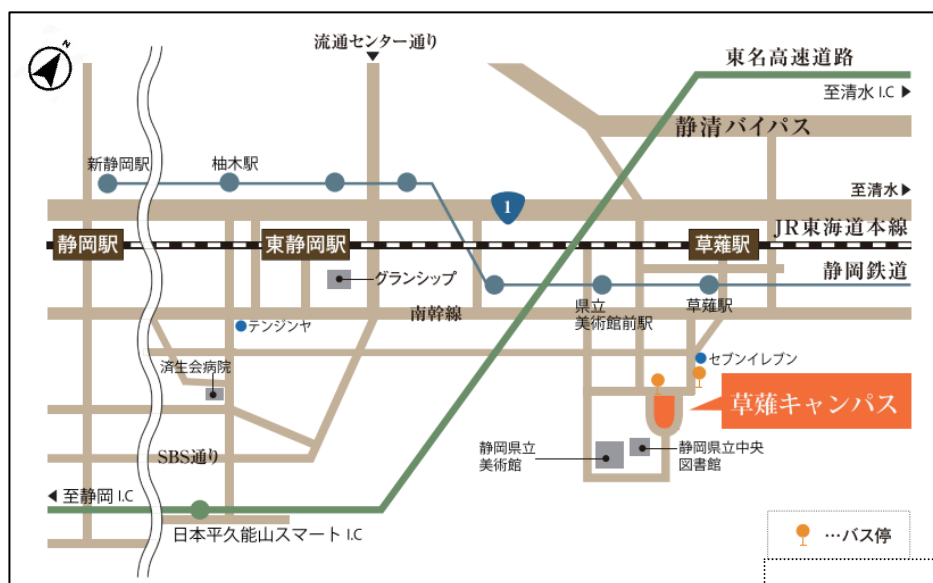 N
流通センター通り
東名高速道路
至清水 I.C ▶
静清バイパス
新静岡駅
柚木駅
至清水▶
1
JR東海道本線
静岡駅
東静岡駅
草薙駅
静岡鉄道
グランシップ
南幹線
県立
美術館前駅
草薙駅
テンジンヤ
セブンイレブン
済生会病院
草薙キャンパス
静岡県立
美術館
静岡県立中央
図書館
SBS通り
◀ 至静岡 I.C
日本平久能山スマート I.C
…バス停